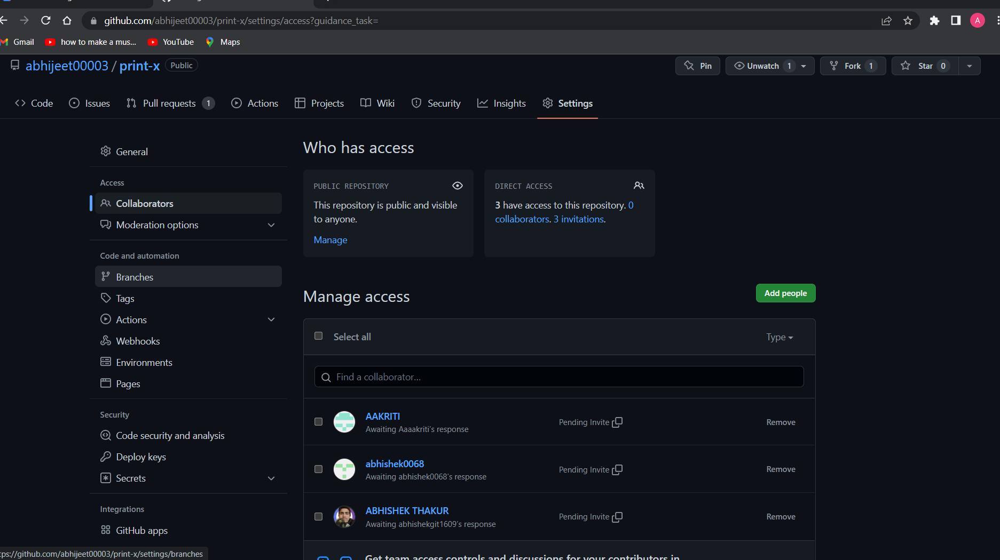 github.com/abhijeet00003/print-x/settings/access?guidance_task=
A
Gmail
how to make a mus...
YouTube
Maps
abhijeet00003 / print-x
Public
Pin
Unwatch 1
Fork 1
Star 0
Code
Issues
Pull requests 1
Actions
Projects
Wiki
Security
Insights
Settings
General
Access
Collaborators
Moderation options
Code and automation
Branches
Tags
Actions
Webhooks
Environments
Pages
Security
Code security and analysis
Deploy keys
Secrets
Integrations
GitHub apps
tps://github.com/abhijeet00003/print-x/settings/branches
Who has access
PUBLIC REPOSITORY
This repository is public and visible
to anyone.
Manage
DIRECT ACCESS
3 have access to this repository. 0
collaborators. 3 invitations.
Manage access
Add people
Select all
Type
Find a collaborator...
AAKRITI
Awaiting Aaaakriti's response
Pending Invite
Remove
abhishek0068
Awaiting abhishek0068's response
Pending Invite
Remove
ABHISHEK THAKUR
Awaiting abhishekgit1609's response
Pending Invite
Remove
Get team access controls and discussions for your contributors in